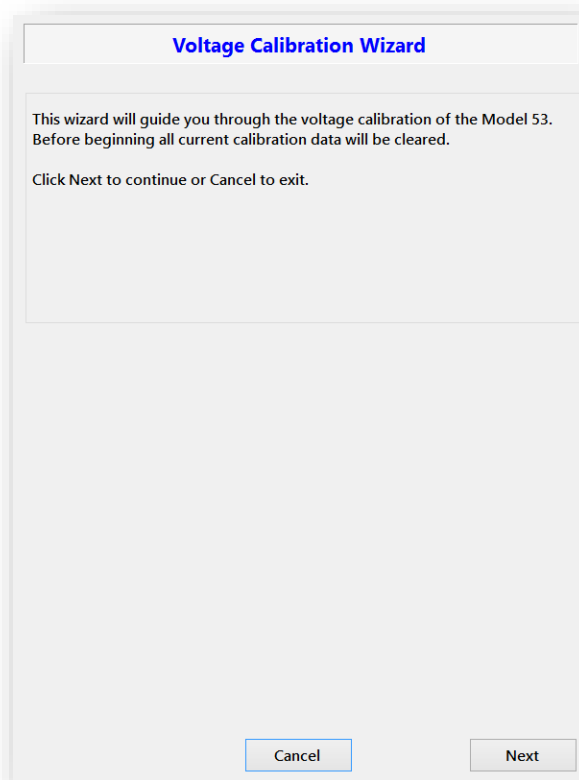 Voltage Calibration Wizard
This wizard will guide you through the voltage calibration of the Model 53.
Before beginning all current calibration data will be cleared.
Click Next to continue or Cancel to exit.
Cancel
Next